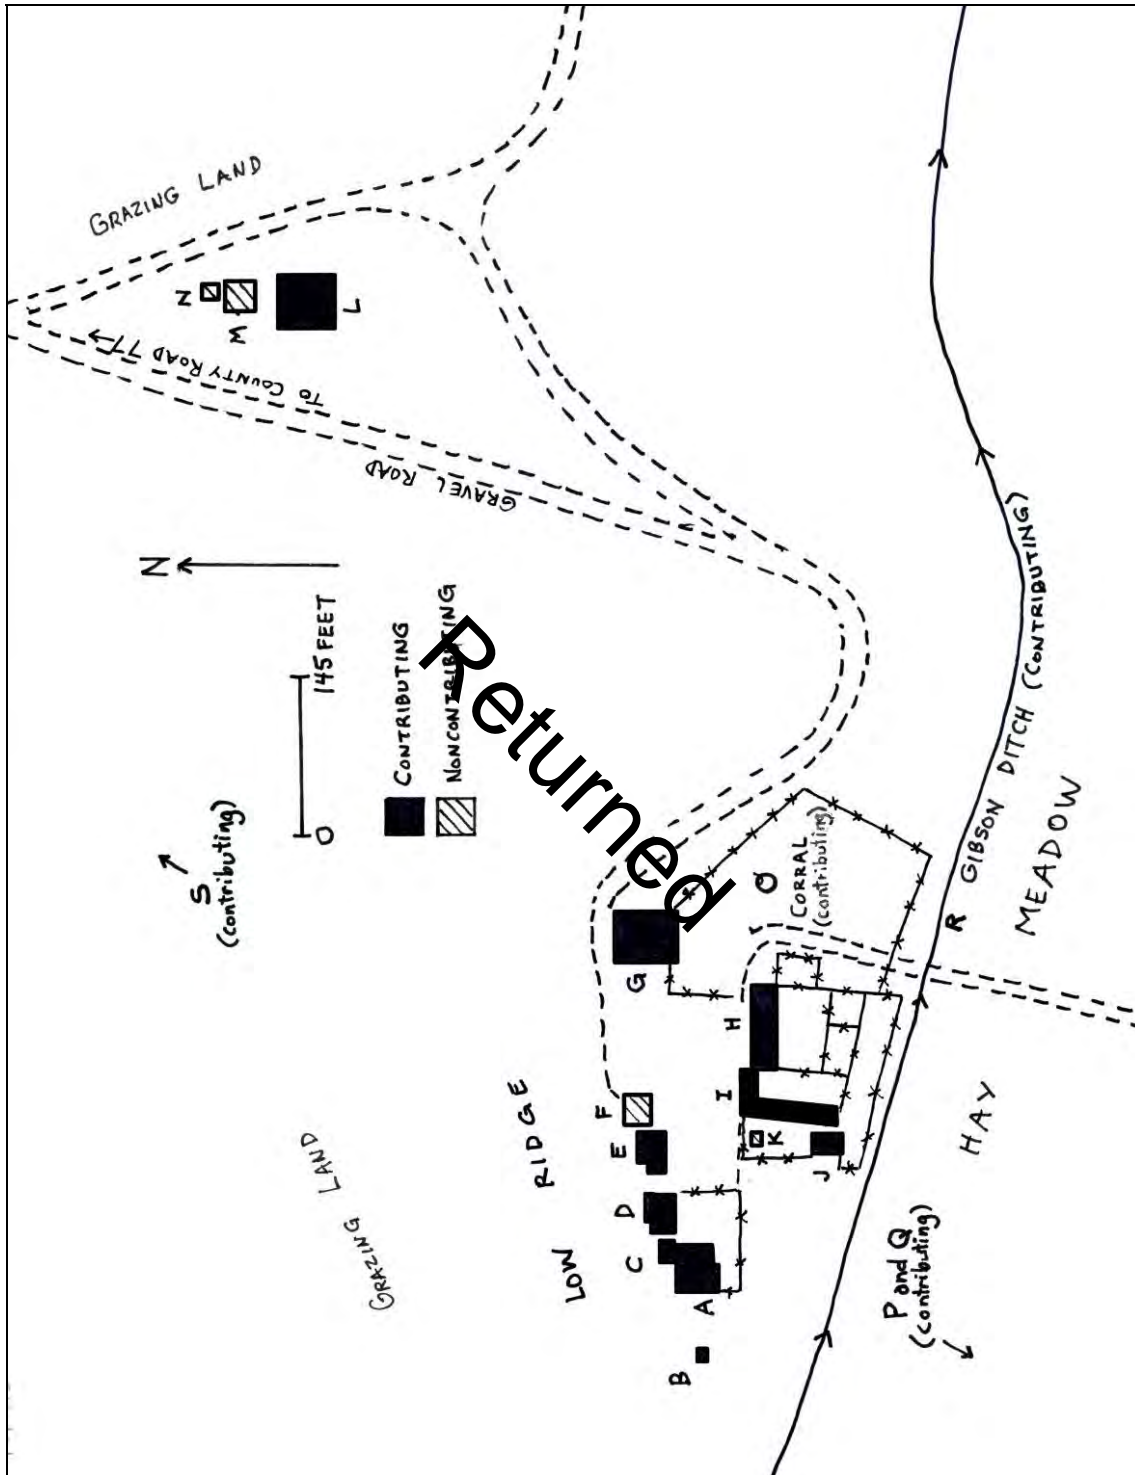 GRAZING LAND
N
M
L
TO COUNTY ROAD 77
GRAVEL ROAD
N
0 145 FEET
CONTRIBUTING
NONCONTRIBUTING
S
(contributing)
Returned
GRAZING LAND
LOW RIDGE
A
B
C
D
E
F
G
H
I
J
K
O
CORRAL
(contributing)
R GIBSON DITCH (CONTRIBUTING)
HAY MEADOW
P and Q
(contributing)